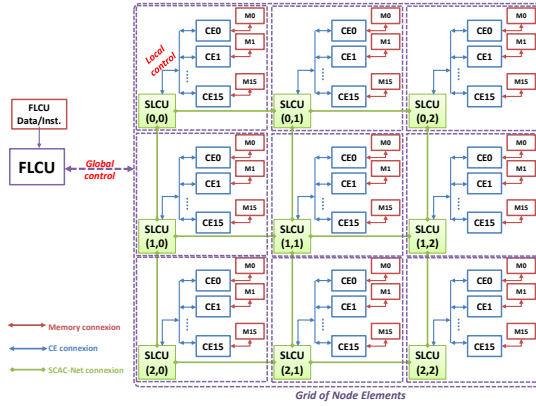 M0
CE0
M1
CE1
M15
CE15
Local
control
SLCU
(0,0)
M0
CE0
M1
CE1
M15
CE15
SLCU
(0,1)
M0
CE0
M1
CE1
M15
CE15
SLCU
(0,2)
FLCU
Data/Inst.
FLCU
Global
control
M0
CE0
M1
CE1
M15
CE15
SLCU
(1,0)
M0
CE0
M1
CE1
M15
CE15
SLCU
(1,1)
M0
CE0
M1
CE1
M15
CE15
SLCU
(1,2)
M0
CE0
M1
CE1
M15
CE15
SLCU
(2,0)
M0
CE0
M1
CE1
M15
CE15
SLCU
(2,1)
M0
CE0
M1
CE1
M15
CE15
SLCU
(2,2)
Memory connexion
CE connexion
SCAC-Net connexion
Grid of Node Elements